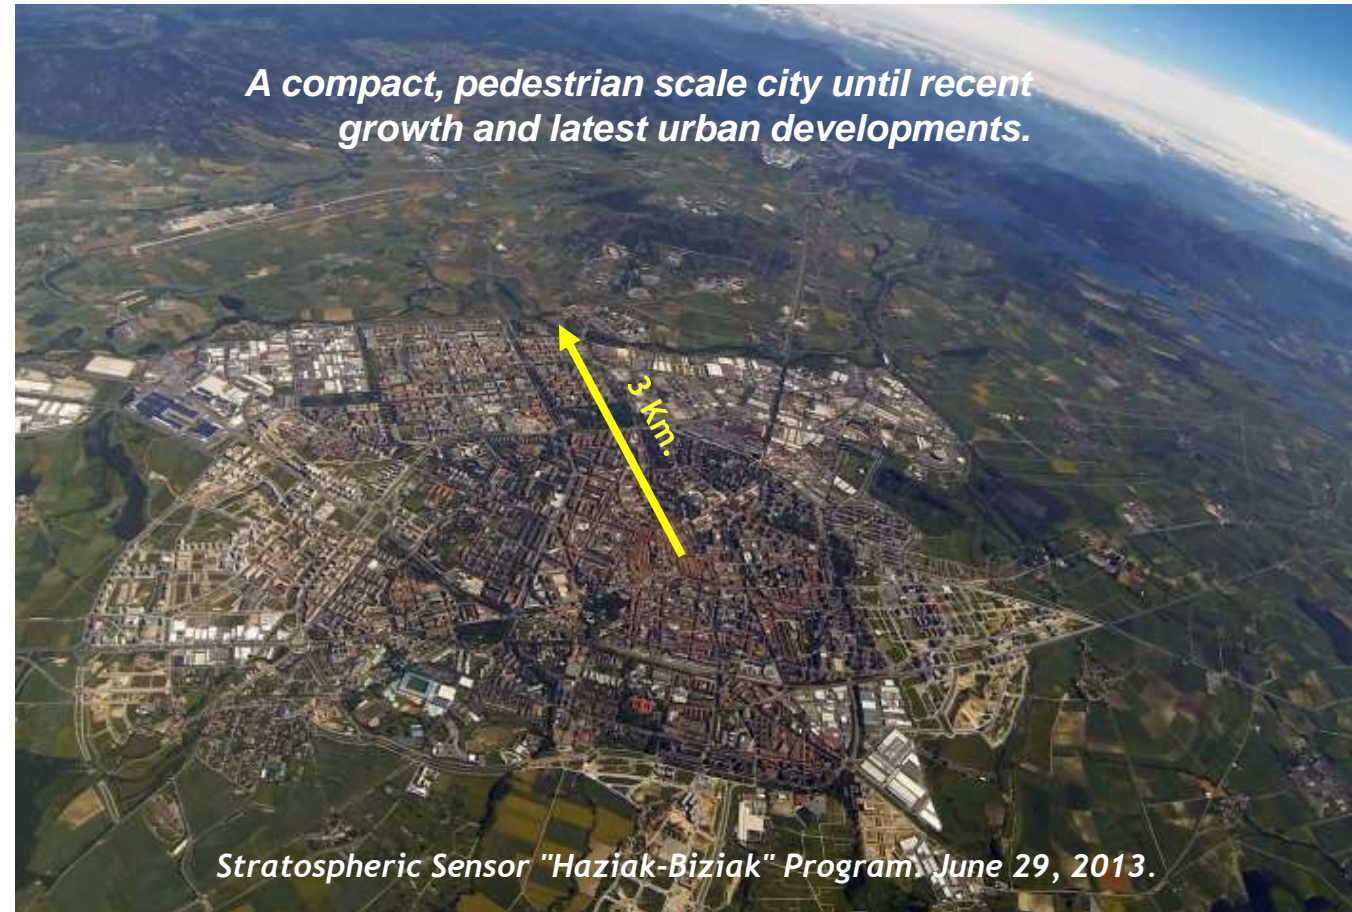 A compact, pedestrian scale city until recent
growth and latest urban developments.
3 Km.
Stratospheric Sensor "Haziak-Biziak" Program. June 29, 2013.